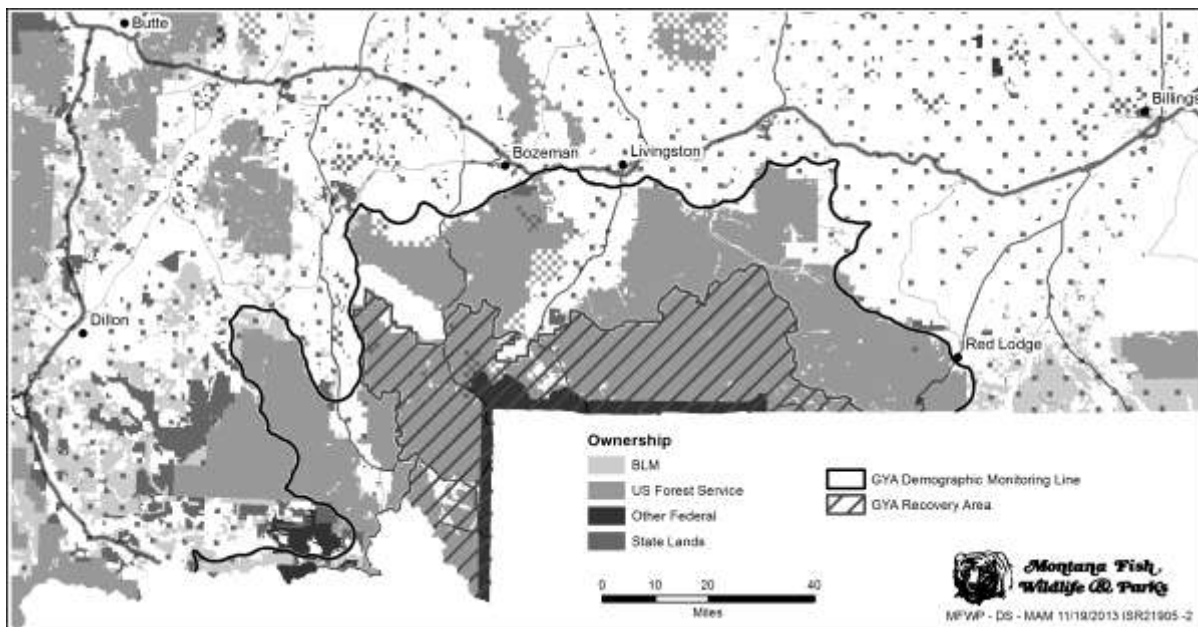 Butte
Billings
Bozeman
Livingston
Dillon
Red Lodge
Ownership
BLM
US Forest Service
Other Federal
State Lands
GYA Demographic Monitoring Line
GYA Recovery Area
0 10 20 40
Miles
Montana Fish,
Wildlife & Parks
MFWP - DS - MAM 11/19/2013 ISR21905 -2